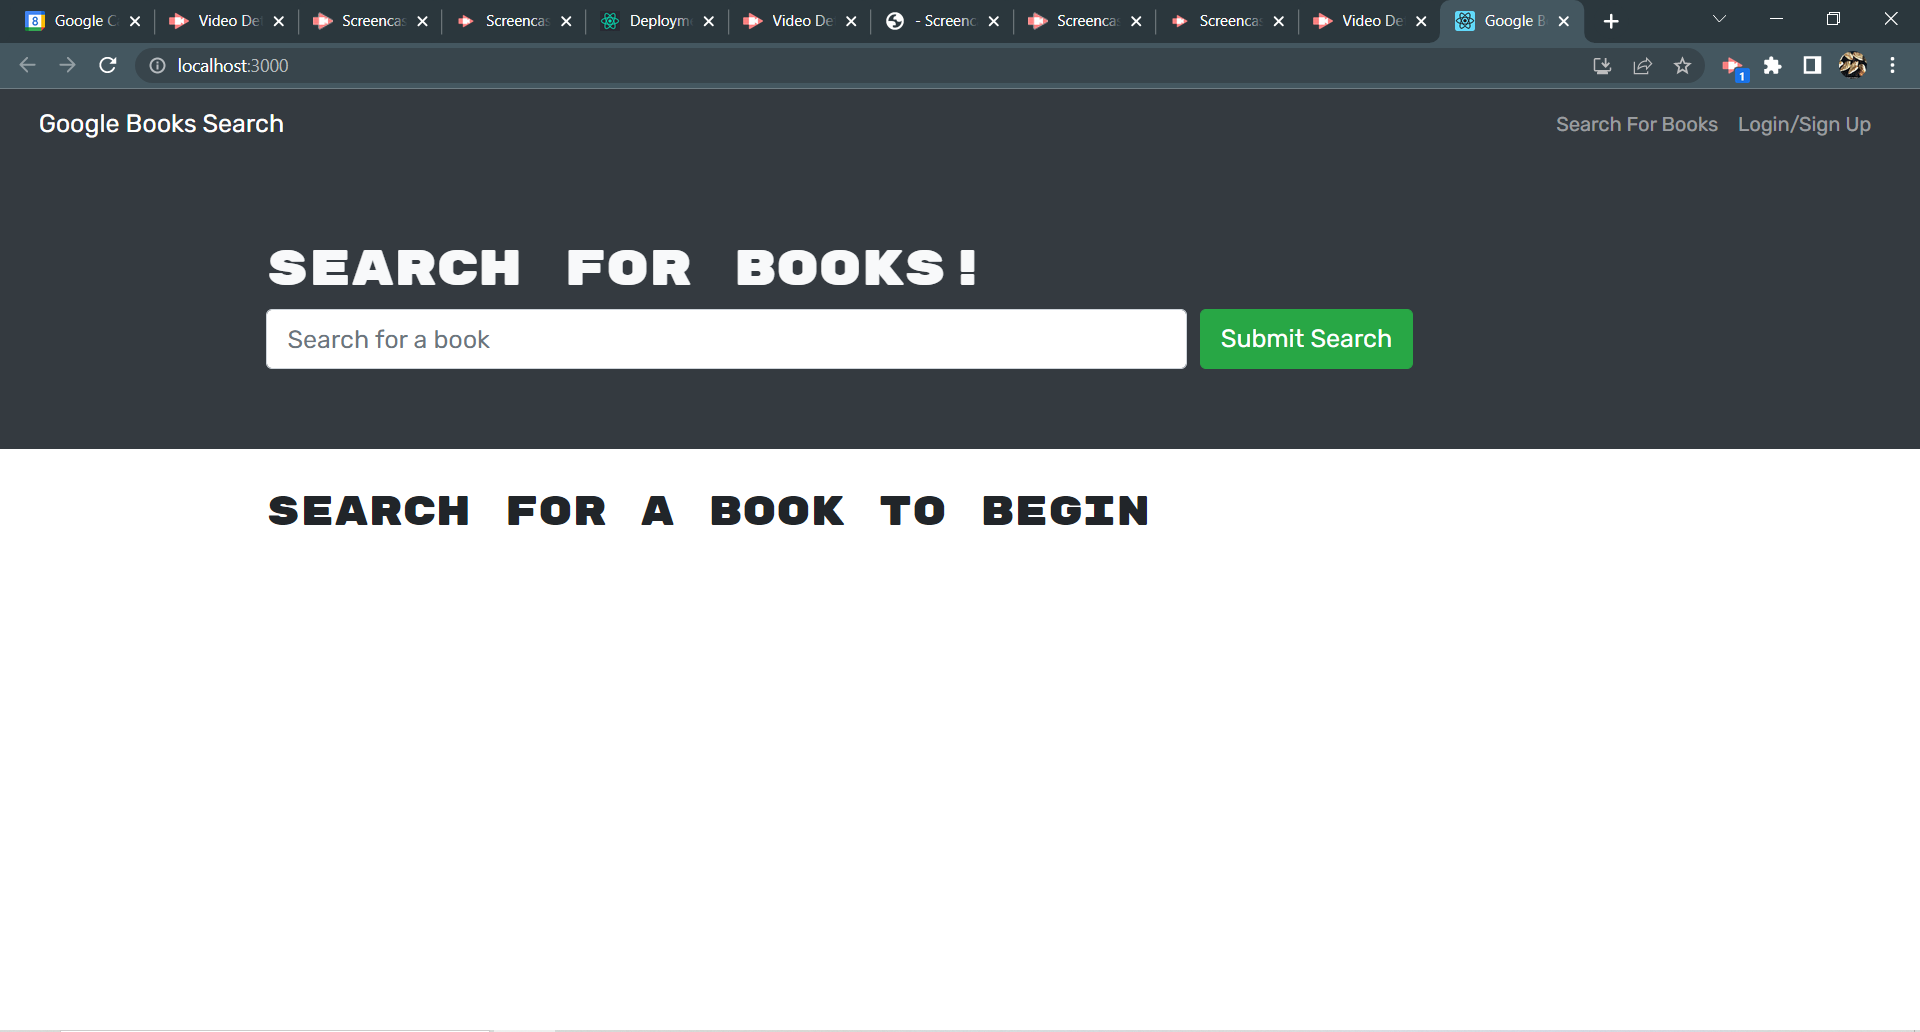 Google C
Video De
Screencas
Screencas
Deploym
Video De
- Screenc
Screencas
Screencas
Video De
Google B
localhost:3000
1
Google Books Search
Search For Books
Login/Sign Up
SEARCH FOR BOOKS!
Search for a book
Submit Search
SEARCH FOR A BOOK TO BEGIN